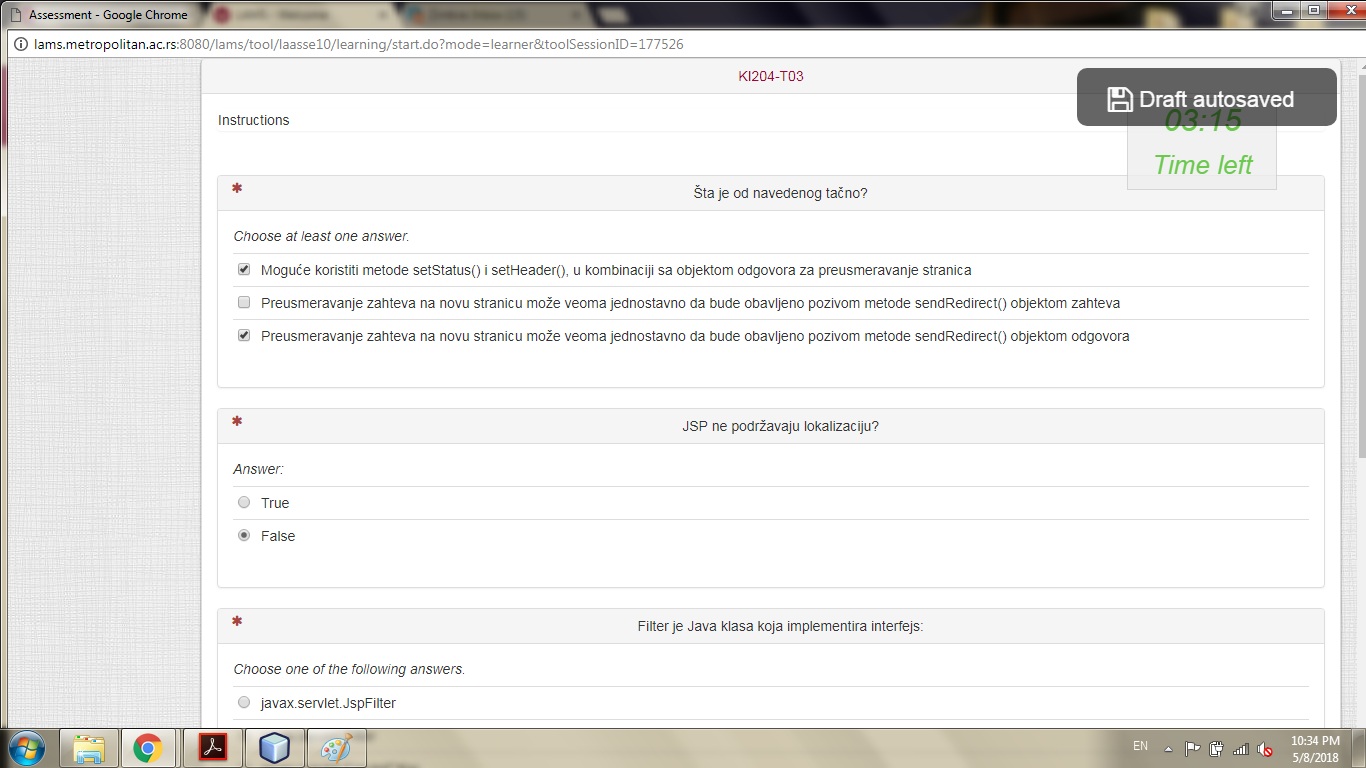 Assessment - Google Chrome
lams.metropolitan.ac.rs:8080/lams/tool/laasse10/learning/start.do?mode=learner&toolSessionID=177526
KI204-T03
Draft autosaved
Instructions
03:15
Time left
* Šta je od navedenog tačno?
Choose at least one answer.
Moguće koristiti metode setStatus() i setHeader(), u kombinaciji sa objektom odgovora za preusmeravanje stranica
Preusmeravanje zahteva na novu stranicu može veoma jednostavno da bude obavljeno pozivom metode sendRedirect() objektom zahteva
Preusmeravanje zahteva na novu stranicu može veoma jednostavno da bude obavljeno pozivom metode sendRedirect() objektom odgovora
* JSP ne podržavaju lokalizaciju?
Answer:
True
False
* Filter je Java klasa koja implementira interfejs:
Choose one of the following answers.
javax.servlet.JspFilter
EN
10:34 PM
5/8/2018